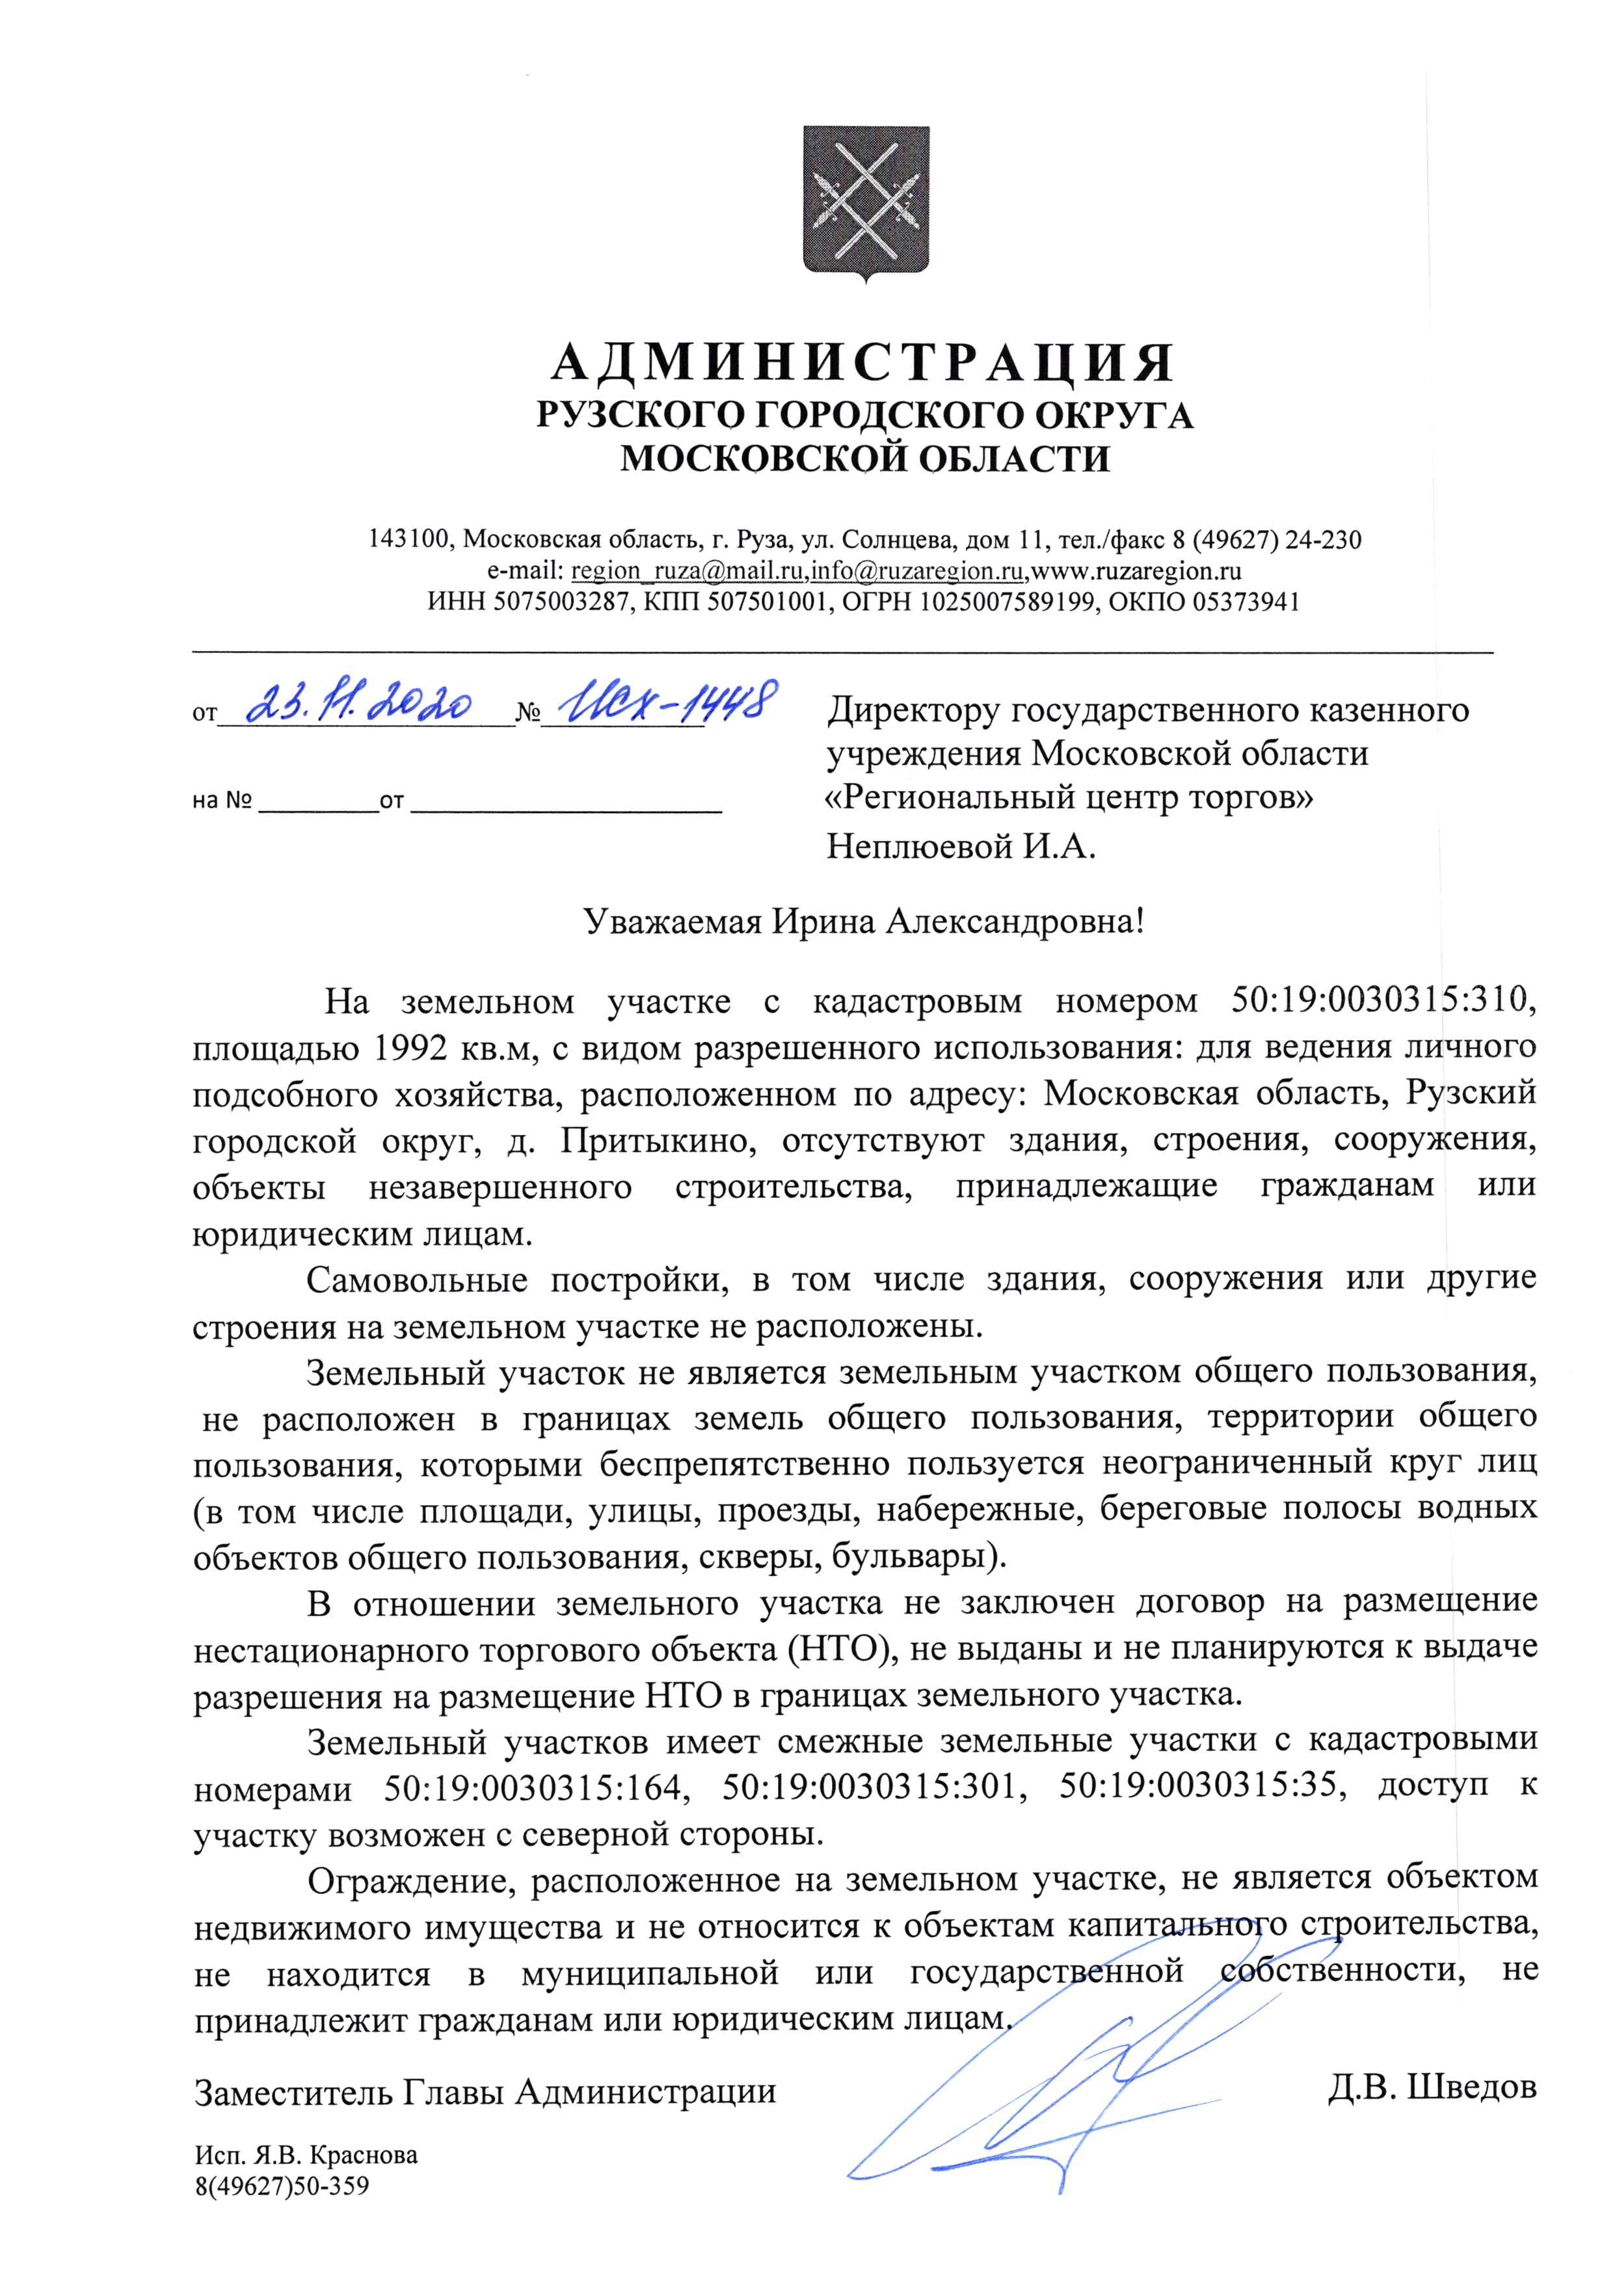 АДМИНИСТРАЦИЯ
РУЗСКОГО ГОРОДСКОГО ОКРУГА
МОСКОВСКОЙ ОБЛАСТИ
143100, Московская область, г. Руза, ул. Солнцева, дом 11, тел./факс 8 (49627) 24-230
e-mail: region_ruza@mail.ru,info@ruzaregion.ru,www.ruzaregion.ru
ИНН 5075003287, КПП 507501001, ОГРН 1025007589199, ОКПО 05373941
от 23.11.2020 № Исх-1448
на № от
Директору государственного казенного
учреждения Московской области
«Региональный центр торгов»
Неплюевой И.А.
Уважаемая Ирина Александровна!
На земельном участке с кадастровым номером 50:19:0030315:310,
площадью 1992 кв.м, с видом разрешенного использования: для ведения личного
подсобного хозяйства, расположенном по адресу: Московская область, Рузский
городской округ, д. Притыкино, отсутствуют здания, строения, сооружения,
объекты незавершенного строительства, принадлежащие гражданам или
юридическим лицам.
Самовольные постройки, в том числе здания, сооружения или другие
строения на земельном участке не расположены.
Земельный участок не является земельным участком общего пользования,
не расположен в границах земель общего пользования, территории общего
пользования, которыми беспрепятственно пользуется неограниченный круг лиц
(в том числе площади, улицы, проезды, набережные, береговые полосы водных
объектов общего пользования, скверы, бульвары).
В отношении земельного участка не заключен договор на размещение
нестационарного торгового объекта (НТО), не выданы и не планируются к выдаче
разрешения на размещение НТО в границах земельного участка.
Земельный участков имеет смежные земельные участки с кадастровыми
номерами 50:19:0030315:164, 50:19:0030315:301, 50:19:0030315:35, доступ к
участку возможен с северной стороны.
Ограждение, расположенное на земельном участке, не является объектом
недвижимого имущества и не относится к объектам капитального строительства,
не находится в муниципальной или государственной собственности, не
принадлежит гражданам или юридическим лицам.
Заместитель Главы Администрации Д.В. Шведов
Исп. Я.В. Краснова
8(49627)50-359